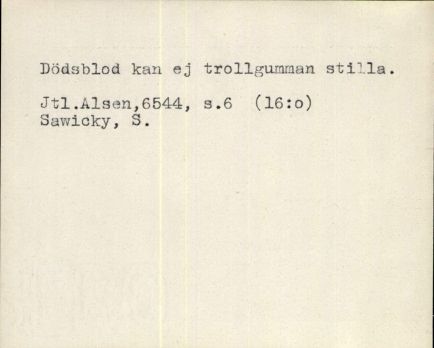 Dödsblod kan ej trollgumman stilla.
Jtl.Alsen,6544, s.6 (16:o)
Sawicky, S.